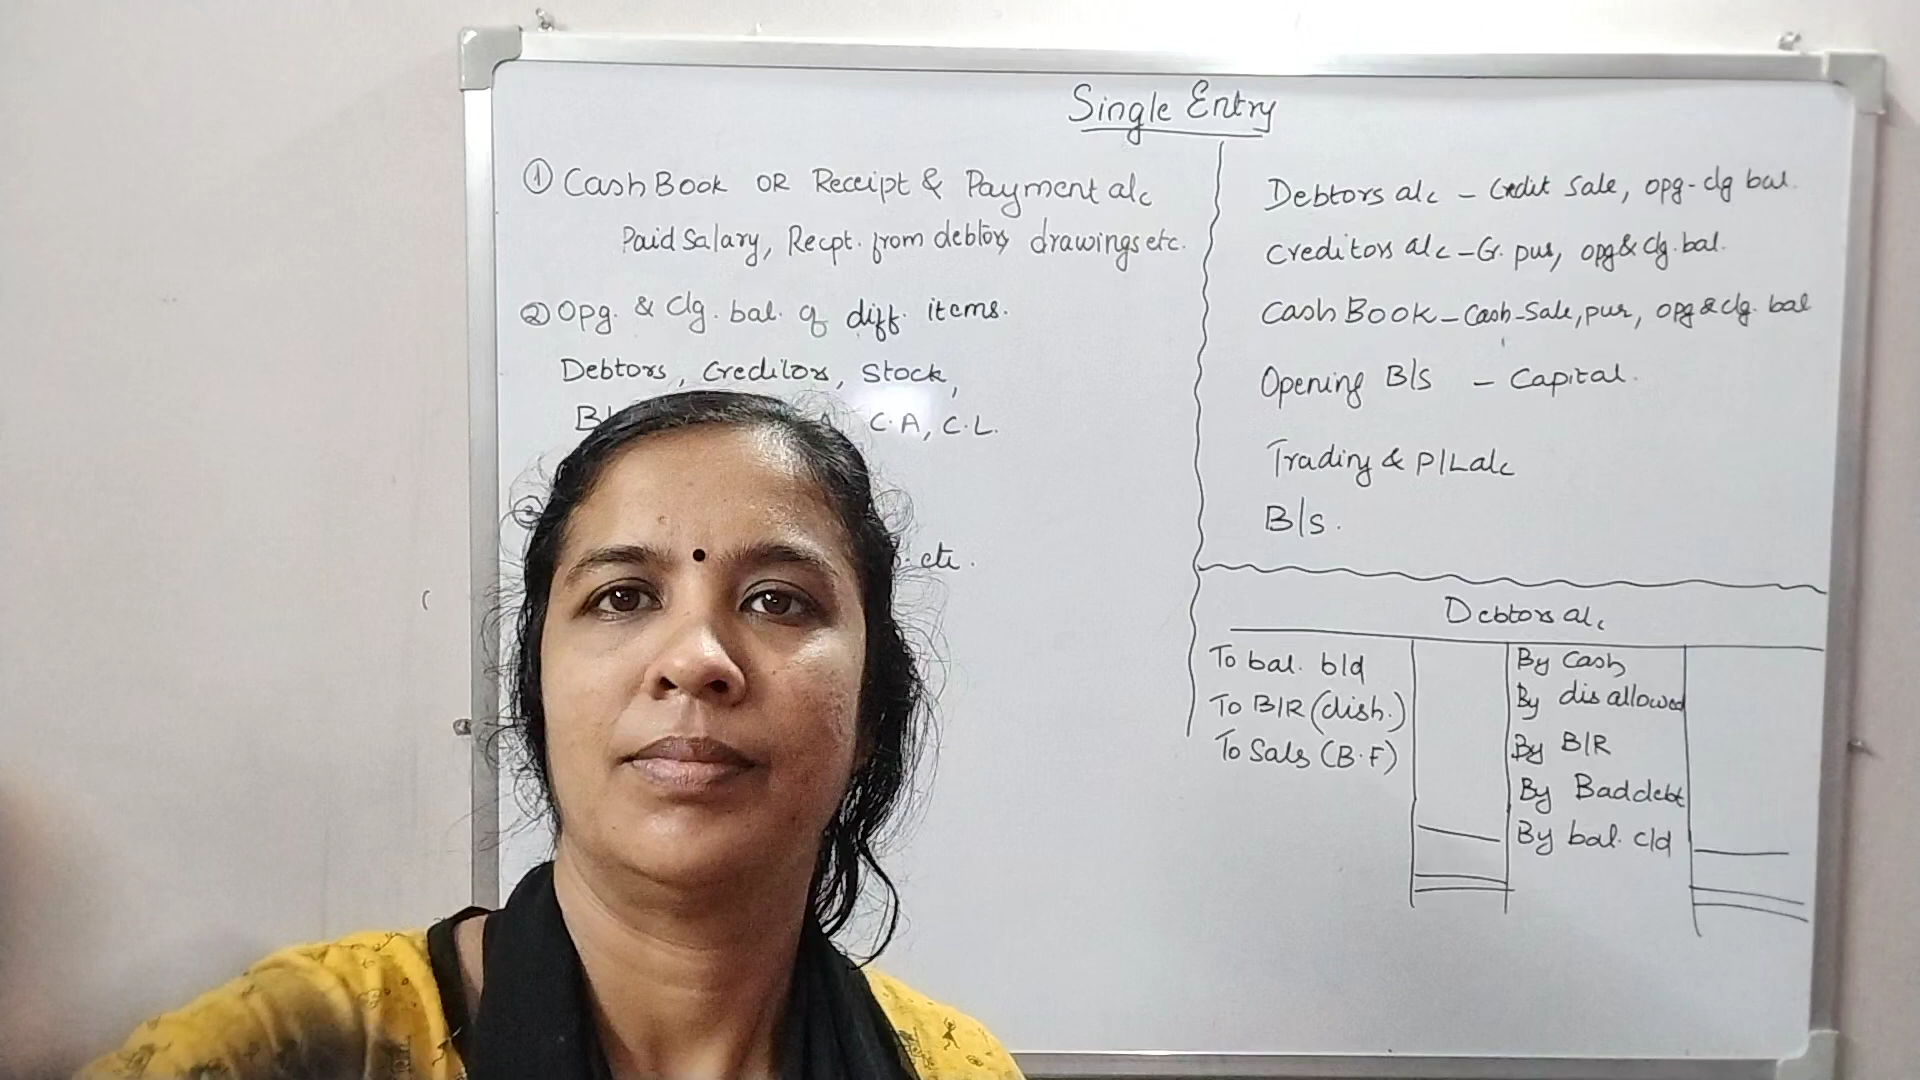 Single Entry
① Cash Book OR Receipt & Payment a/c
Paid Salary, Recpt. from debtors drawings etc.
② Opg. & Clg. bal. of diff. items.
Debtors, Creditors, Stock,
C.A, C.L.
etc.
Debtors a/c - Credit Sale, opg-clg bal.
Creditors a/c - Cr. pur, opg & clg. bal.
Cash Book - Cash-Sale, pur, opg & clg. bal
Opening B/S - Capital.
Trading & P/L a/c
B/S.
Debtors a/c
To bal. b/d
To B/R (dish.)
To Sals (B.F)
By Cash
By dis allowed
By B/R
By Bad debt
By bal. c/d